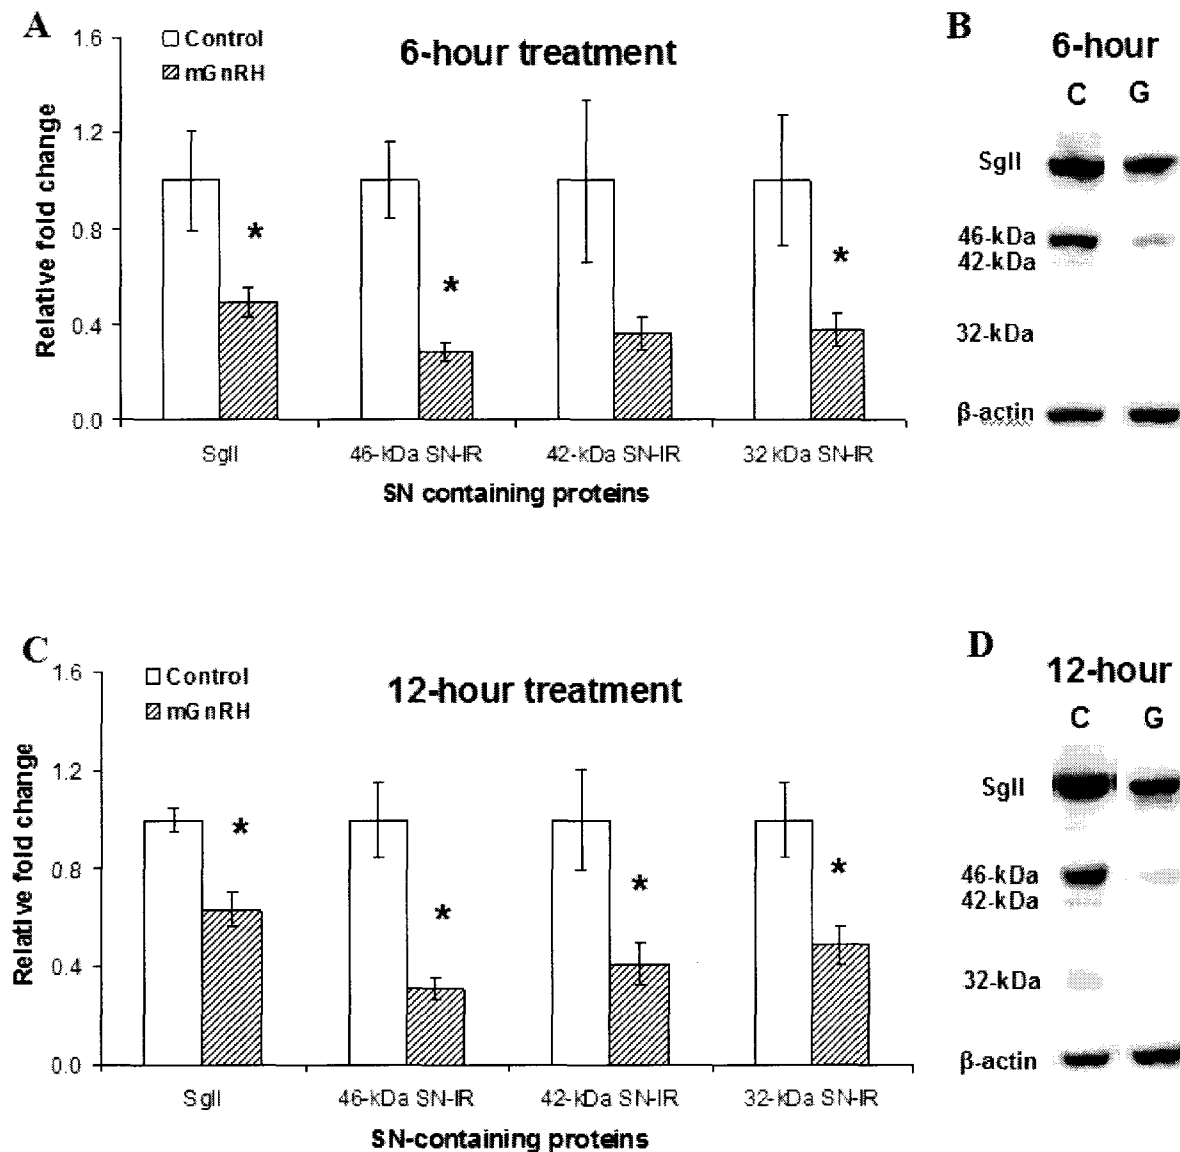 A
1.6
1.2
0.8
0.4
0.0
Relative fold change
Control
mGnRH
6-hour treatment
*
*
*
SgII
46-kDa SN-IR
42-kDa SN-IR
32 kDa SN-IR
SN containing proteins
B
6-hour
C G
SgII
46-kDa
42-kDa
32-kDa
β-actin
C
1.6
1.2
0.8
0.4
0.0
Relative fold change
Control
mGnRH
12-hour treatment
*
*
*
*
SgII
46-kDa SN-IR
42-kDa SN-IR
32-kDa SN-IR
SN-containing proteins
D
12-hour
C G
SgII
46-kDa
42-kDa
32-kDa
β-actin